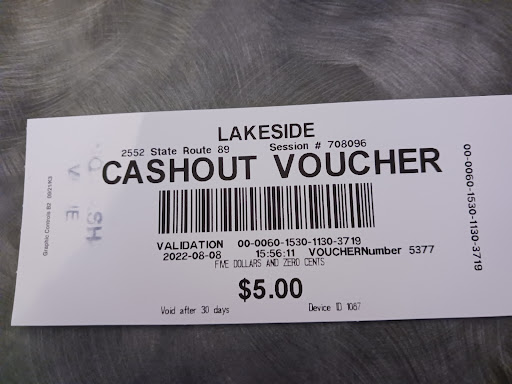 LAKESIDE
2552 State Route 89 Session # 708096
CASHOUT VOUCHER
VALIDATION 00-0060-1530-1130-3719
2022-08-08 15:56:11 VOUCHERNumber 5377
FIVE DOLLARS AND ZERO CENTS
$5.00
Void after 30 days Device ID 1087
00-0060-1530-1130-3719